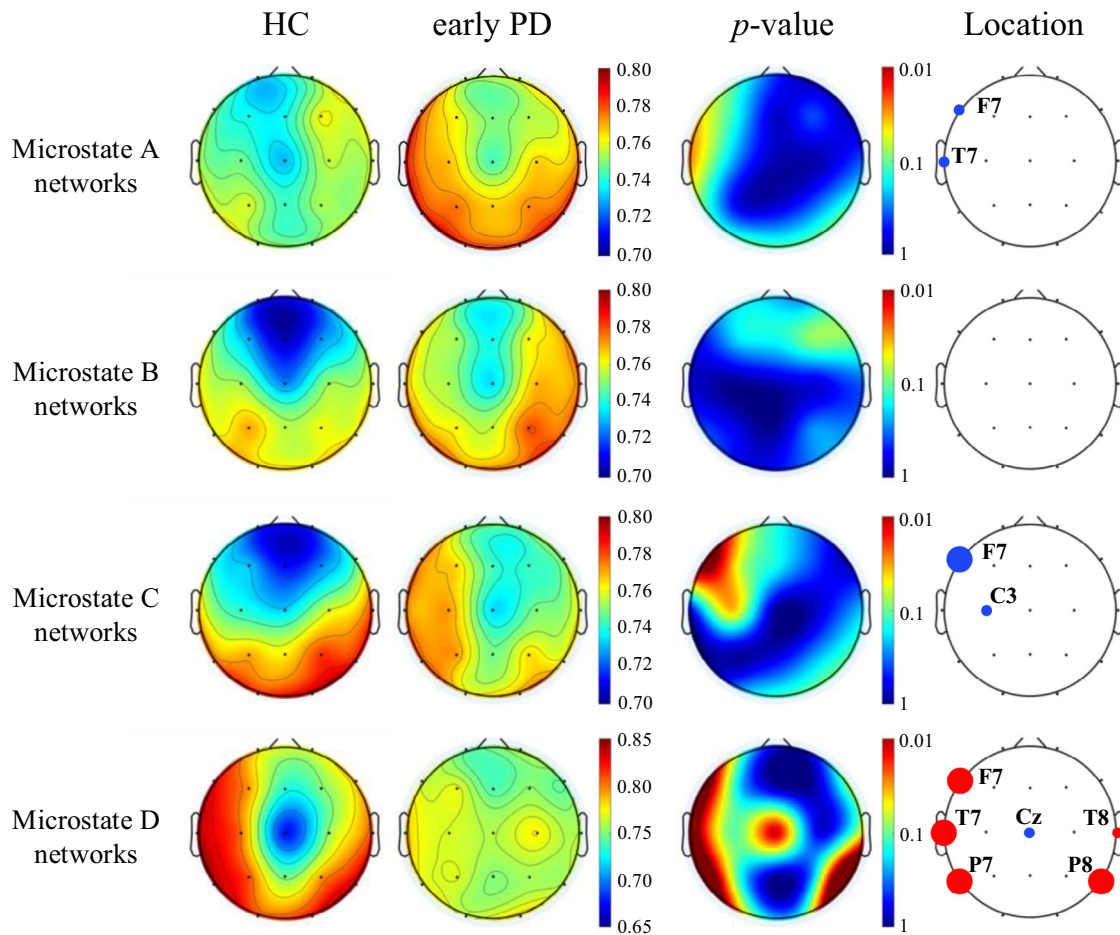 HC early PD p-value Location
Microstate A
networks
0.80
0.78
0.76
0.74
0.72
0.70
0.01
0.1
1
F7
T7
Microstate B
networks
0.80
0.78
0.76
0.74
0.72
0.70
0.01
0.1
1
Microstate C
networks
0.80
0.78
0.76
0.74
0.72
0.70
0.01
0.1
1
F7
C3
Microstate D
networks
0.85
0.80
0.75
0.70
0.65
0.01
0.1
1
F7
T7 Cz T8
P7 P8